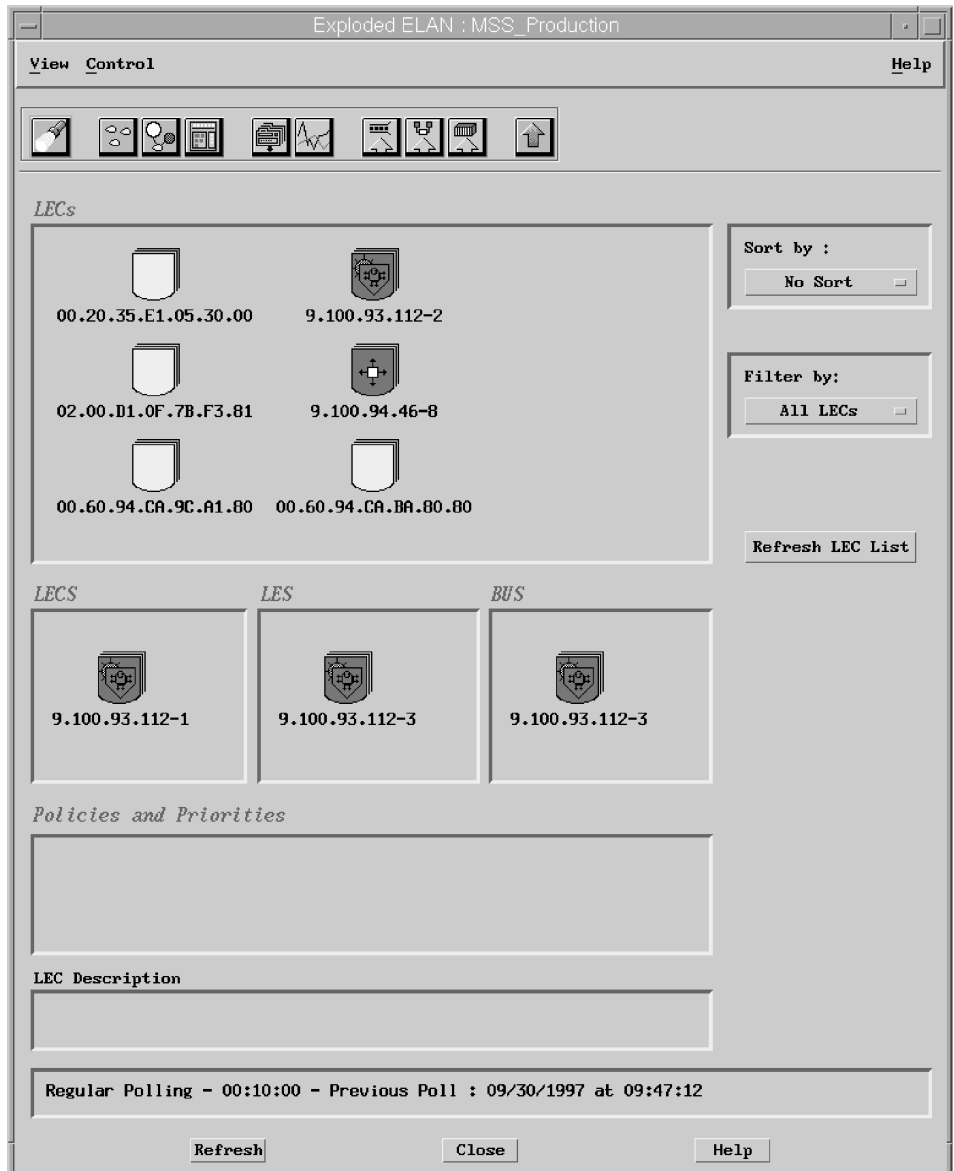 Exploded ELAN : MSS_Production
View Control Help
LECs
00.20.35.E1.05.30.00 9.100.93.112-2
02.00.D1.0F.7B.F3.81 9.100.94.46-8
00.60.94.CA.9C.A1.80 00.60.94.CA.BA.80.80
Sort by :
No Sort
Filter by:
All LECs
Refresh LEC List
LECS LES BUS
9.100.93.112-1 9.100.93.112-3 9.100.93.112-3
Policies and Priorities
LEC Description
Regular Polling - 00:10:00 - Previous Poll : 09/30/1997 at 09:47:12
Refresh Close Help